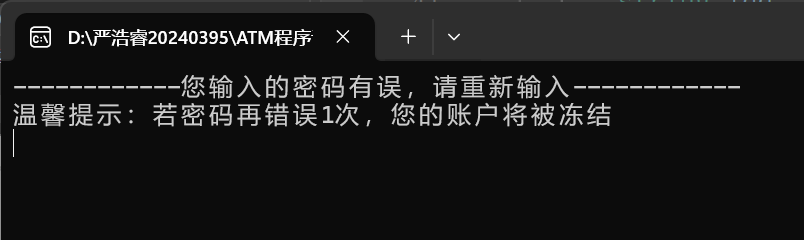 D:\严浩睿20240395\ATM程序
------------您输入的密码有误，请重新输入------------
温馨提示：若密码再错误1次，您的账户将被冻结